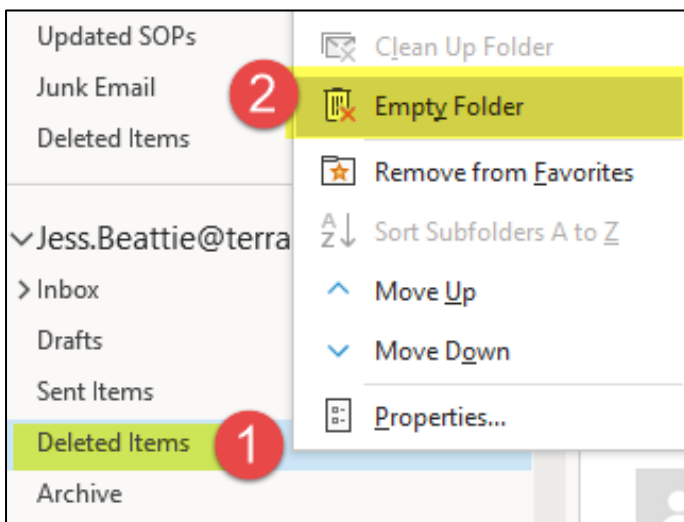 Updated SOPs
Junk Email
Deleted Items
Jess.Beattie@terra
Inbox
Drafts
Sent Items
Deleted Items
1
Archive
Clean Up Folder
2
Empty Folder
Remove from Favorites
A
Z
Sort Subfolders A to Z
Move Up
Move Down
Properties...